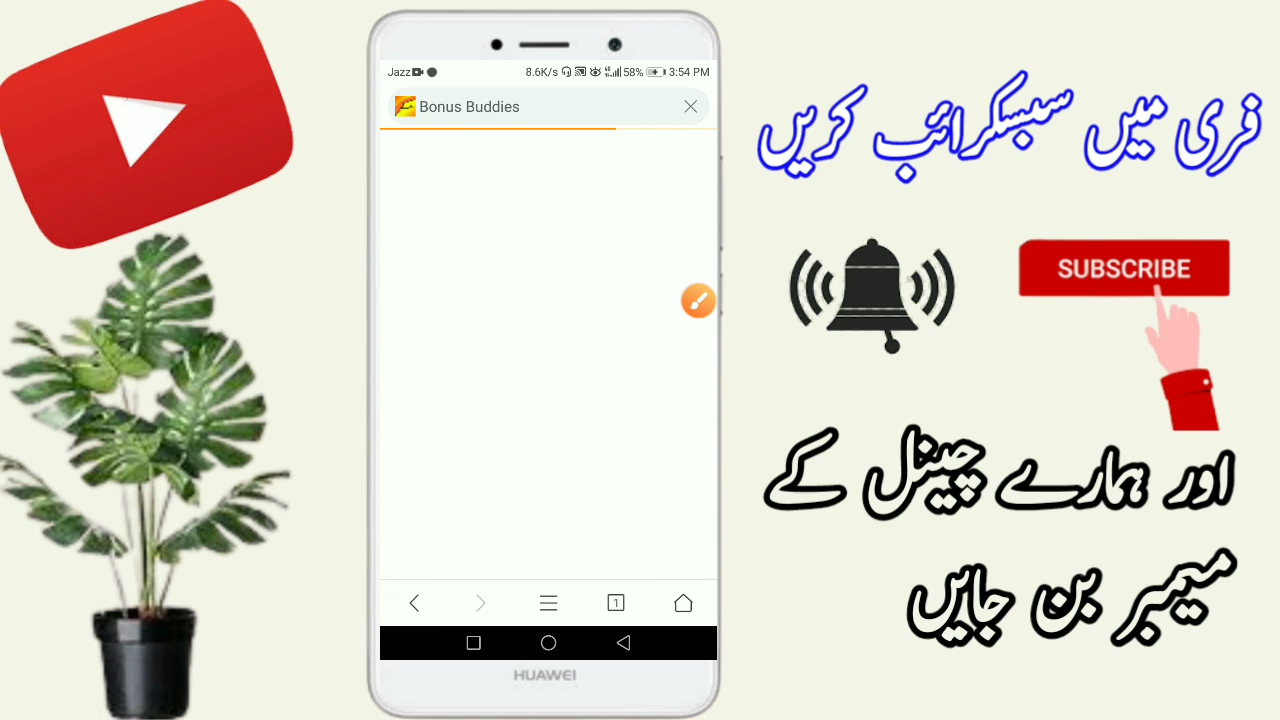 Jazz 8.6K/s 58% 3:54 PM
Bonus Buddies
1
HUAWEI
فری میں سبسکرائب کریں
SUBSCRIBE
اور ہمارے چینل کے
میمبر بن جایں